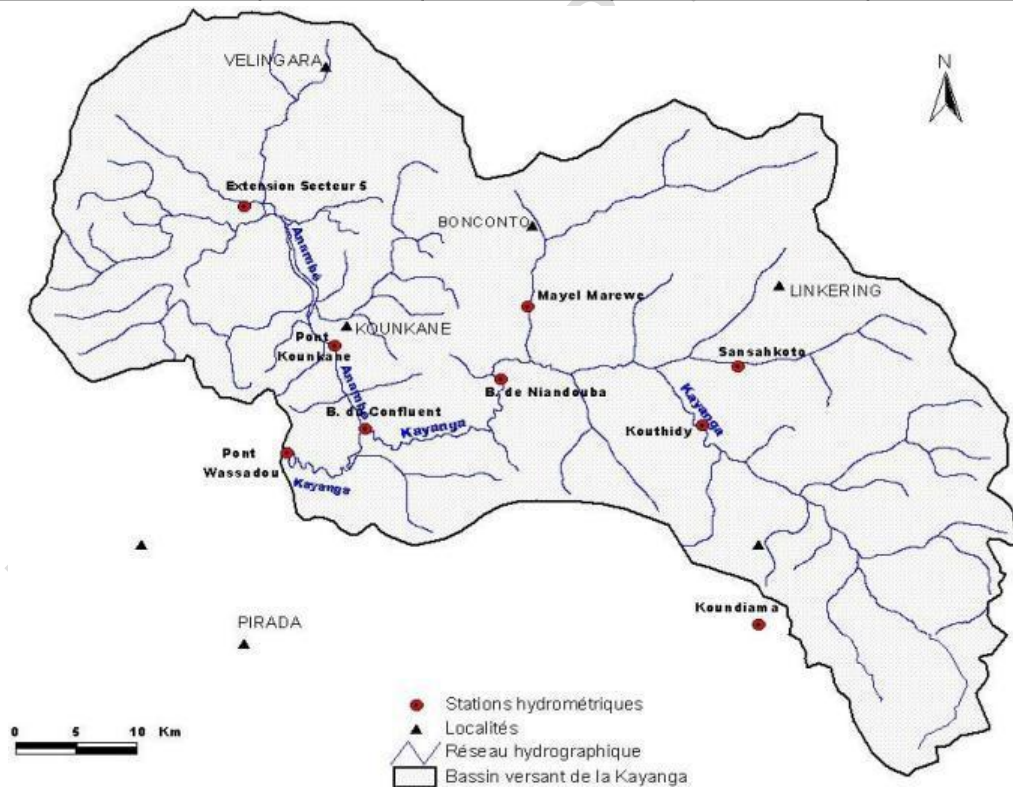 VELINGARA
N
Extension Secteur 5
BONCONTO
Anambé
Mayel Marewe
LINKERING
KOUNKANE
Pont
Kounkane
Sansahkoto
Anambé
B. de Niandouba
Kayanga
B. du Confluent
Kayanga
Kouthidy
Pont
Wassadou
Kayanga
Koundiama
PIRADA
Stations hydrométriques
Localités
Réseau hydrographique
Bassin versant de la Kayanga
0 5 10 Km